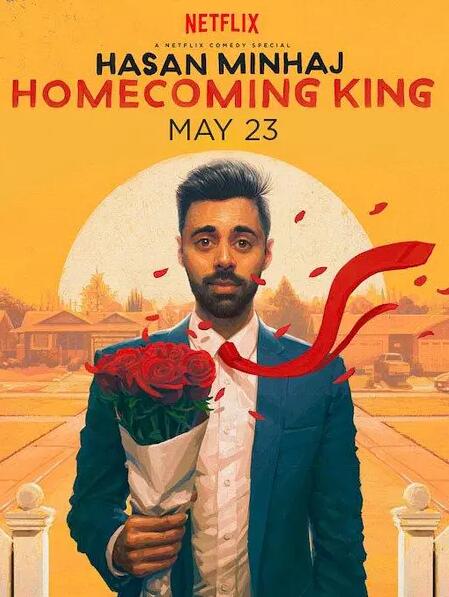 NETFLIX
A NETFLIX COMEDY SPECIAL
HASAN MINHAJ
HOMECOMING KING
MAY 23